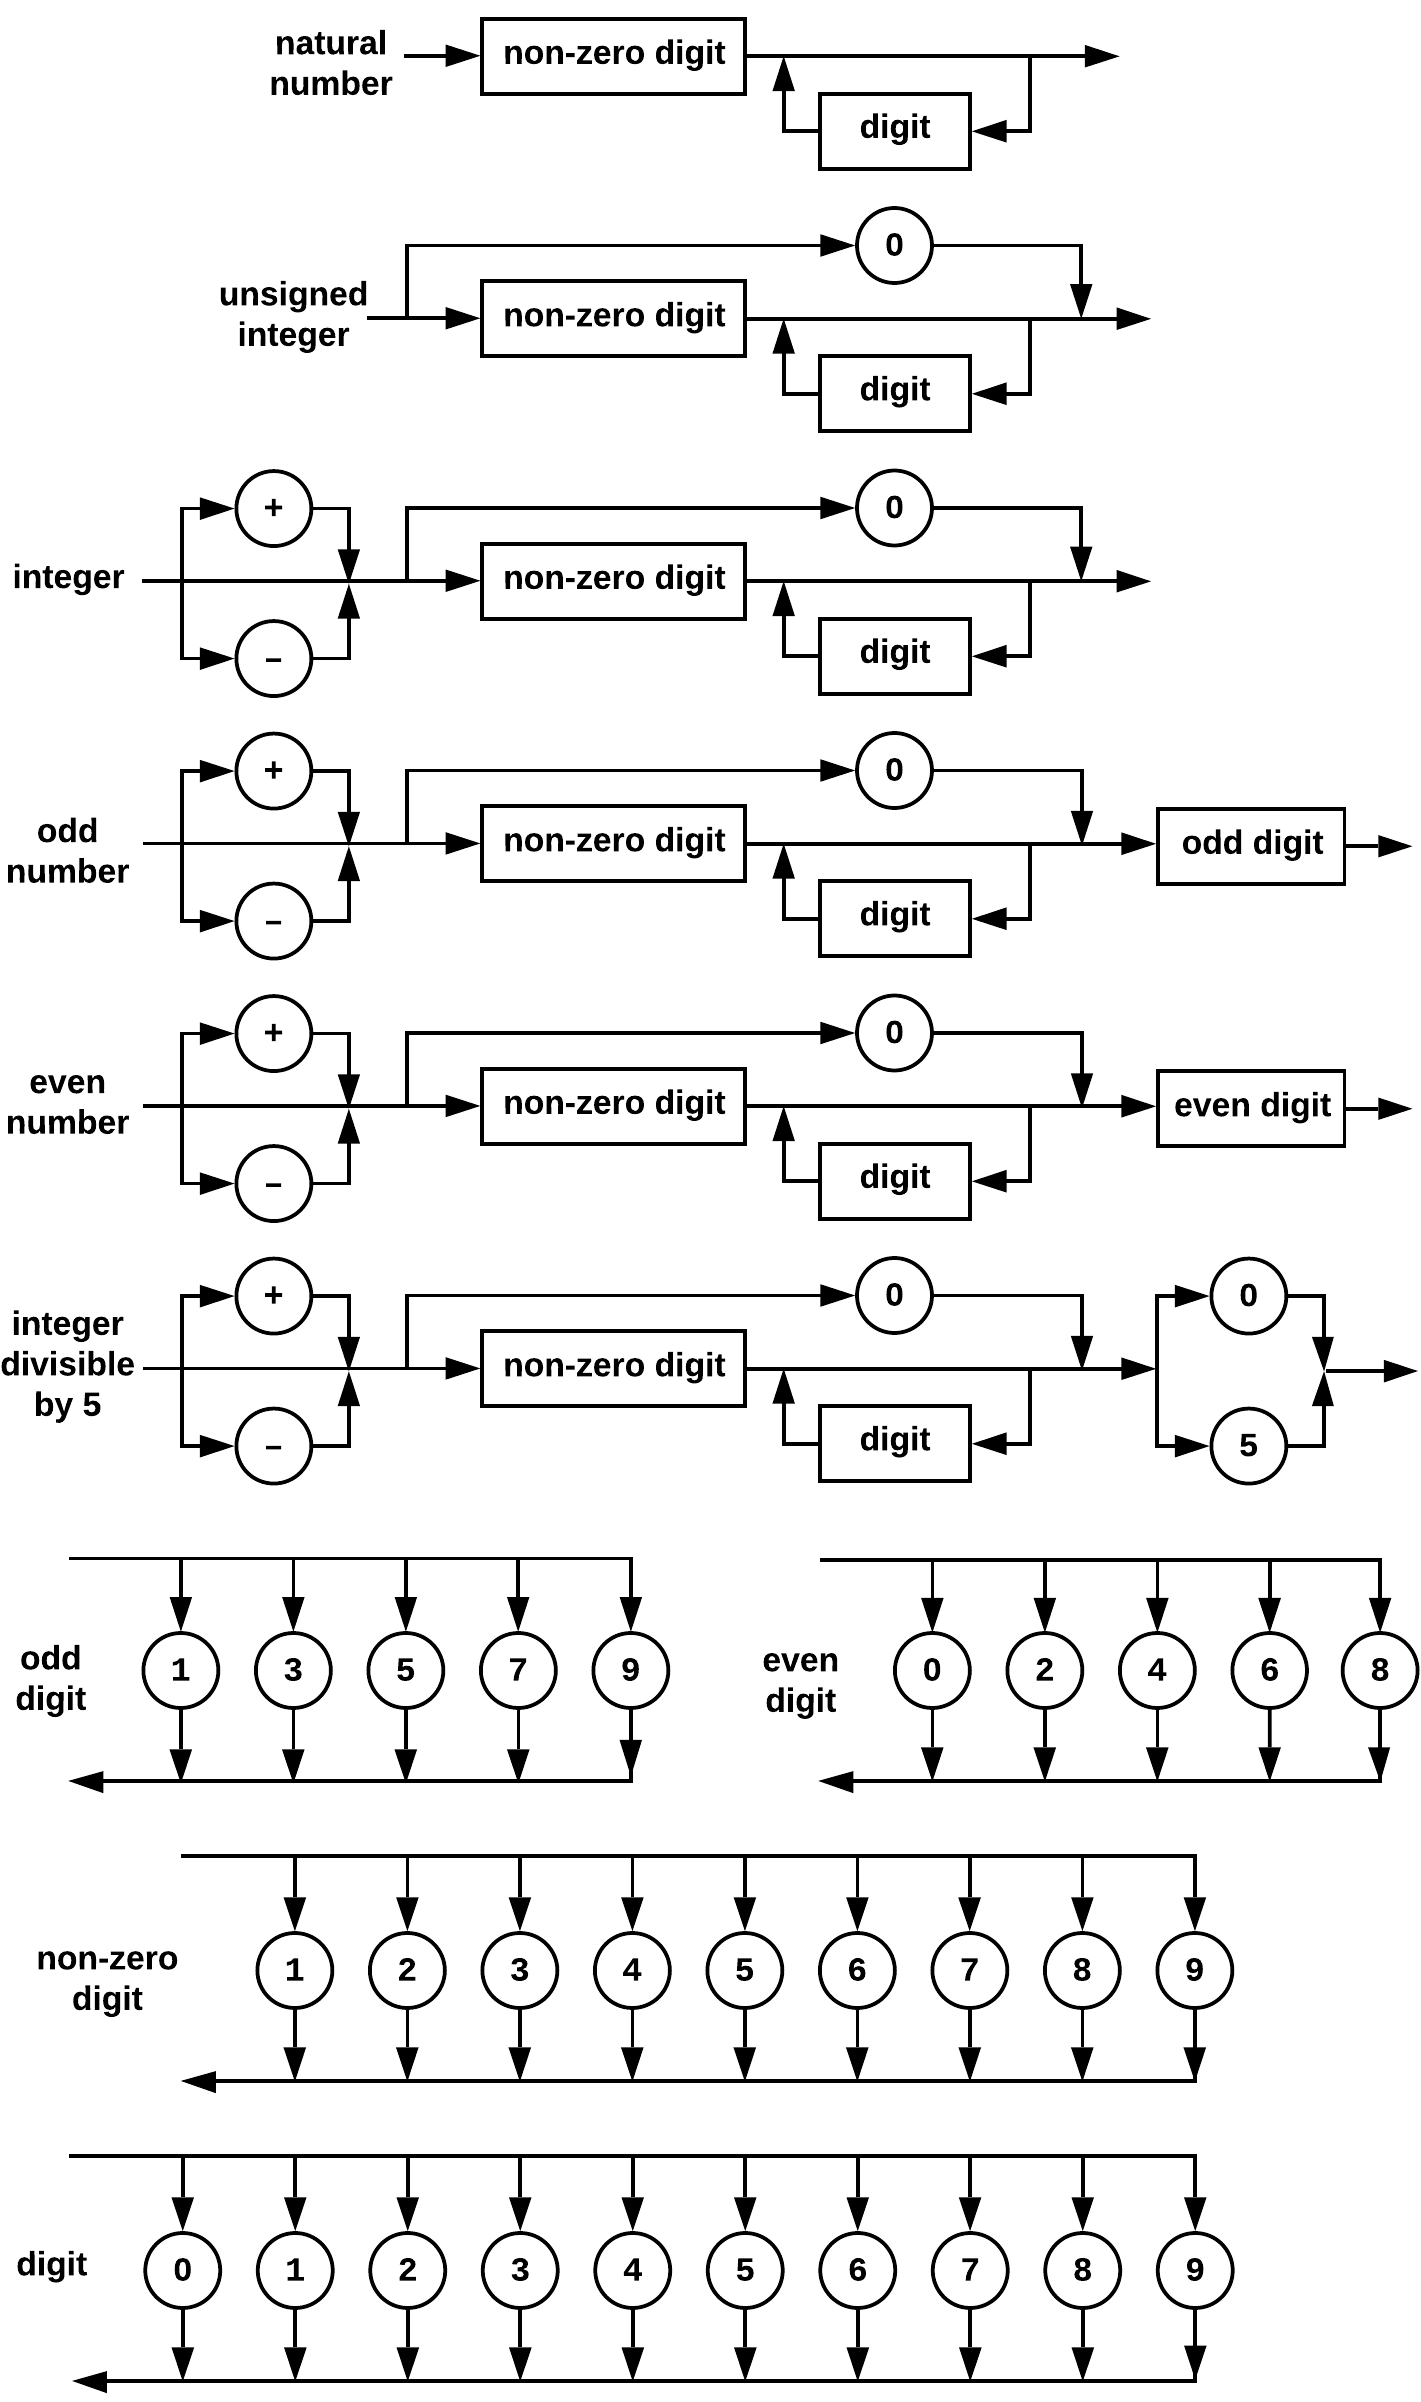 natural
number
non-zero digit
digit
0
unsigned
integer
non-zero digit
digit
+
0
integer
non-zero digit
–
digit
+
0
odd
number
non-zero digit
odd digit
–
digit
+
0
even
number
non-zero digit
even digit
–
digit
+
0
0
integer
divisible
by 5
non-zero digit
–
digit
5
odd
digit
1 3 5 7 9
even
digit
0 2 4 6 8
non-zero
digit
1 2 3 4 5 6 7 8 9
digit
0 1 2 3 4 5 6 7 8 9